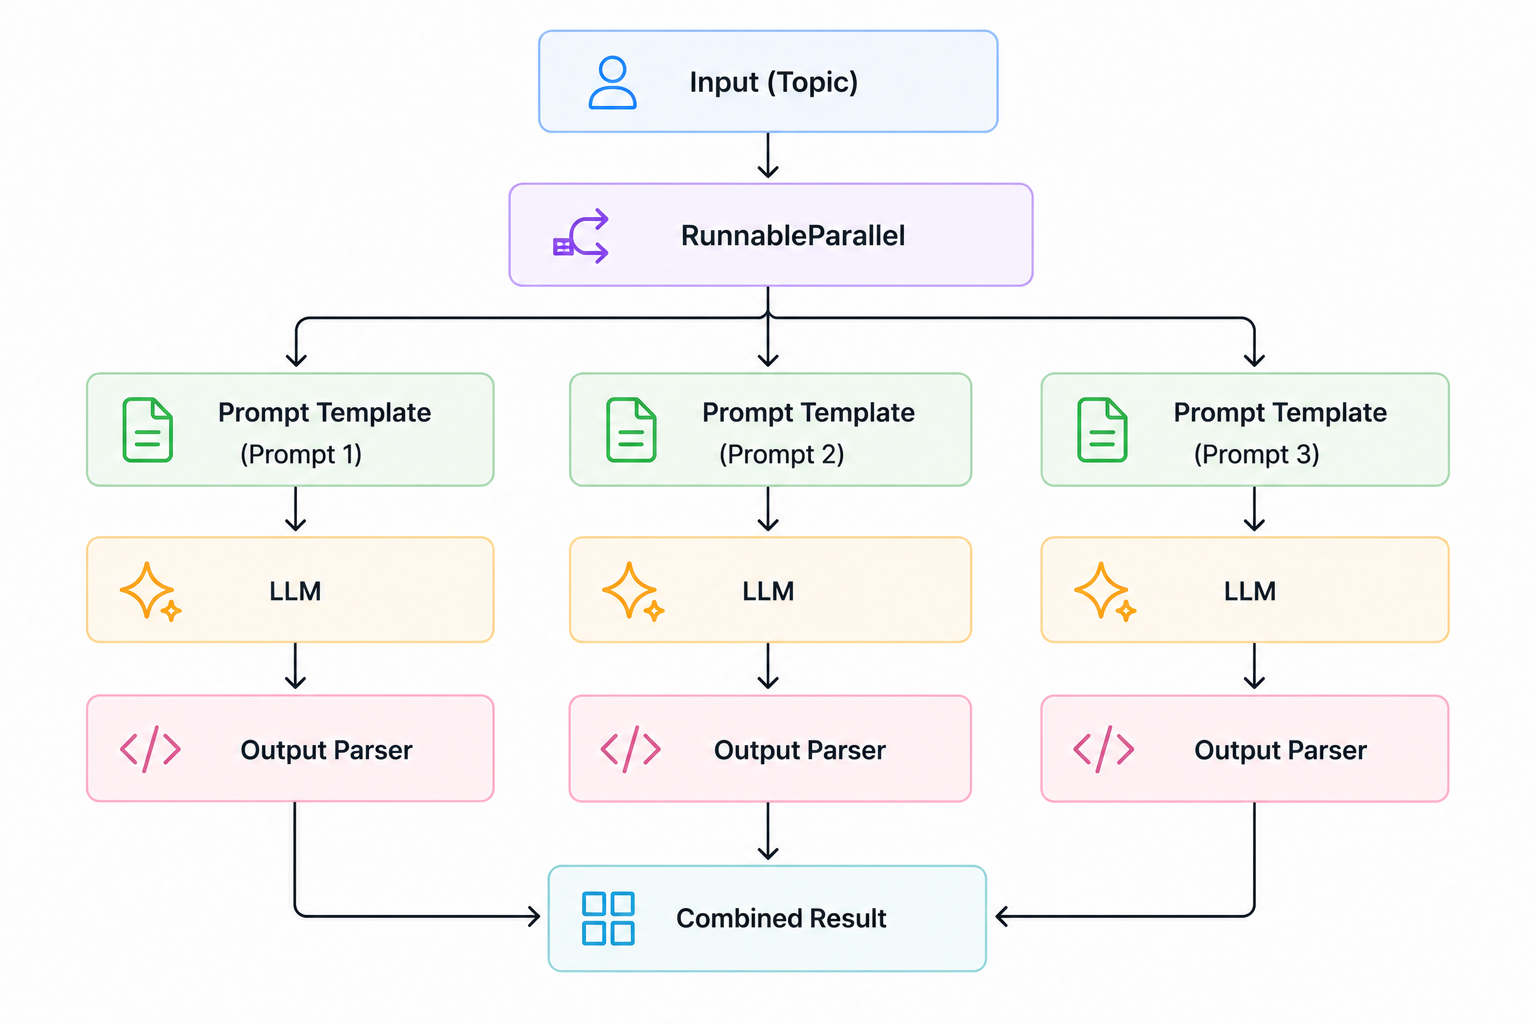 Input (Topic)
RunnableParallel
Prompt Template
(Prompt 1)
Prompt Template
(Prompt 2)
Prompt Template
(Prompt 3)
LLM
LLM
LLM
Output Parser
Output Parser
Output Parser
Combined Result